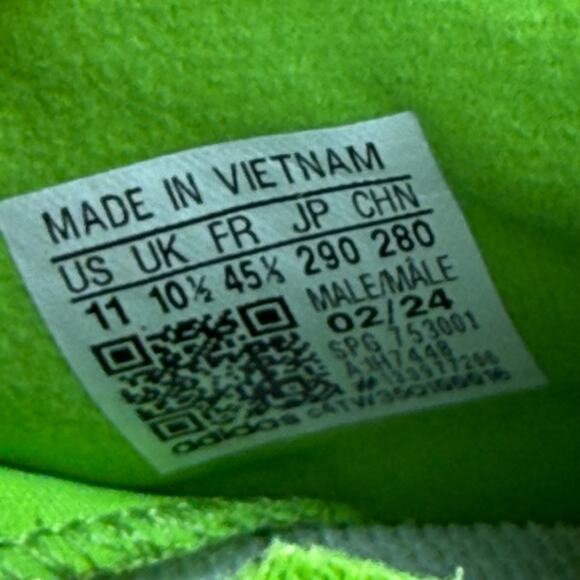 MADE IN VIETNAM
US UK FR JP CHN
11 10½ 45⅓ 290 280
MALE/MÂLE
02/24
SPG 753001
adidas